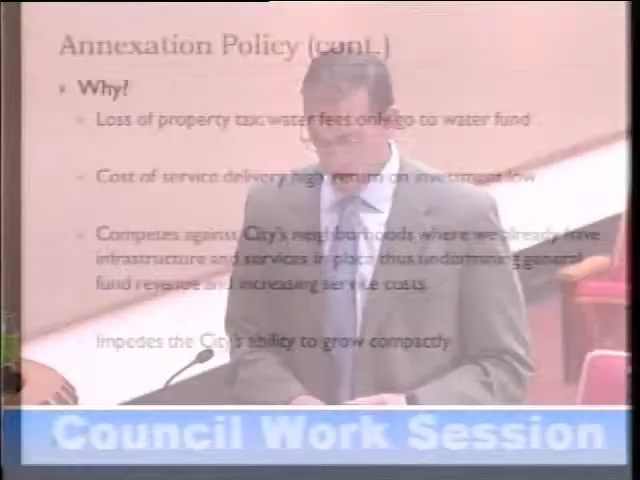 Annexation Policy (cont.)
Why?
Loss of property tax, water fees only go to water fund
Cost of service delivery high return on investment low
Competes against City's neighborhoods where we already have
infrastructure and services in place thus undermining general
fund revenue and increasing service costs
Impedes the City's ability to grow compactly
Council Work Session